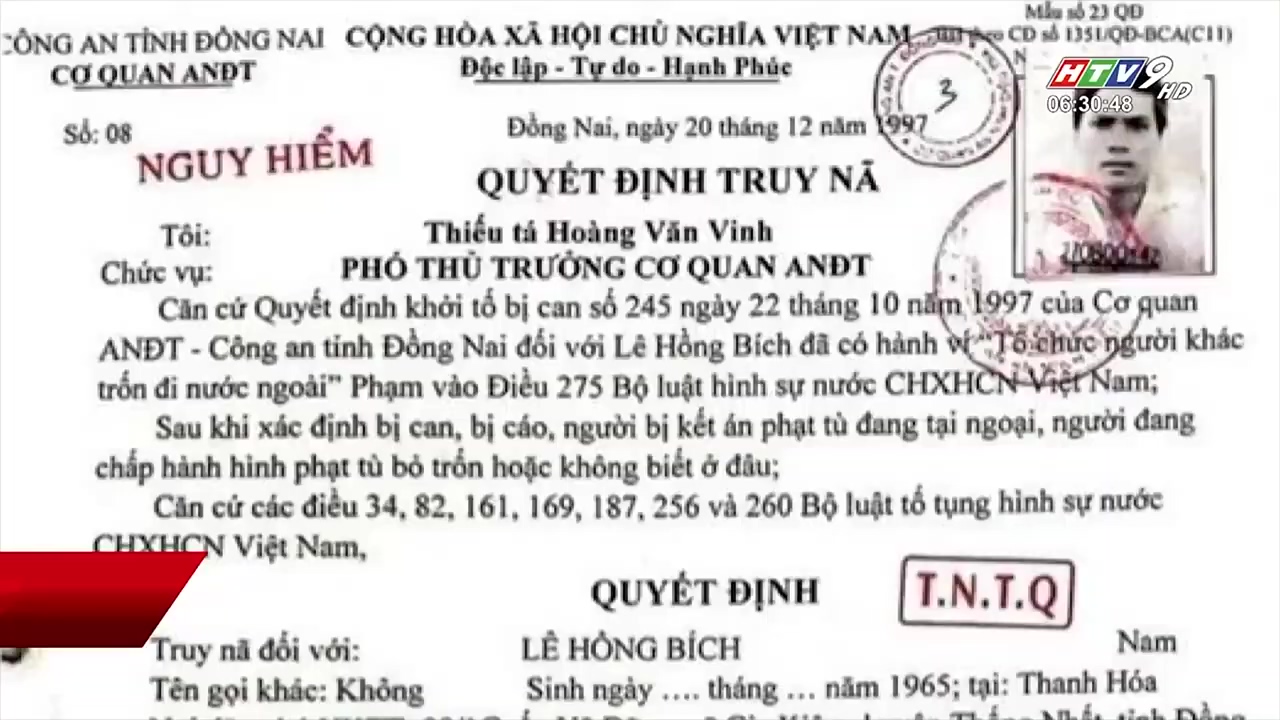 Mẫu số 23 QĐ
CÔNG AN TỈNH ĐỒNG NAI CỘNG HÒA XÃ HỘI CHỦ NGHĨA VIỆT NAM CĐ số 1351/QĐ-BCA(C11)
CƠ QUAN ANĐT Độc lập - Tự do - Hạnh Phúc
HTV9 HD
06:30:48
3
Số: 08 Đồng Nai, ngày 20 tháng 12 năm 1997
NGUY HIỂM
QUYẾT ĐỊNH TRUY NÃ
Tôi: Thiếu tá Hoàng Văn Vinh
Chức vụ: PHÓ THỦ TRƯỞNG CƠ QUAN ANĐT
Căn cứ Quyết định khởi tố bị can số 245 ngày 22 tháng 10 năm 1997 của Cơ quan
ANĐT - Công an tỉnh Đồng Nai đối với Lê Hồng Bích đã có hành vi "Tổ chức người khác
trốn đi nước ngoài" Phạm vào Điều 275 Bộ luật hình sự nước CHXHCN Việt Nam;
Sau khi xác định bị can, bị cáo, người bị kết án phạt tù đang tại ngoại, người đang
chấp hành hình phạt tù bỏ trốn hoặc không biết ở đâu;
Căn cứ các điều 34, 82, 161, 169, 187, 256 và 260 Bộ luật tố tụng hình sự nước
CHXHCN Việt Nam,
QUYẾT ĐỊNH
T.N.T.Q
Truy nã đối với: LÊ HỒNG BÍCH Nam
Tên gọi khác: Không Sinh ngày .... tháng ... năm 1965; tại: Thanh Hóa